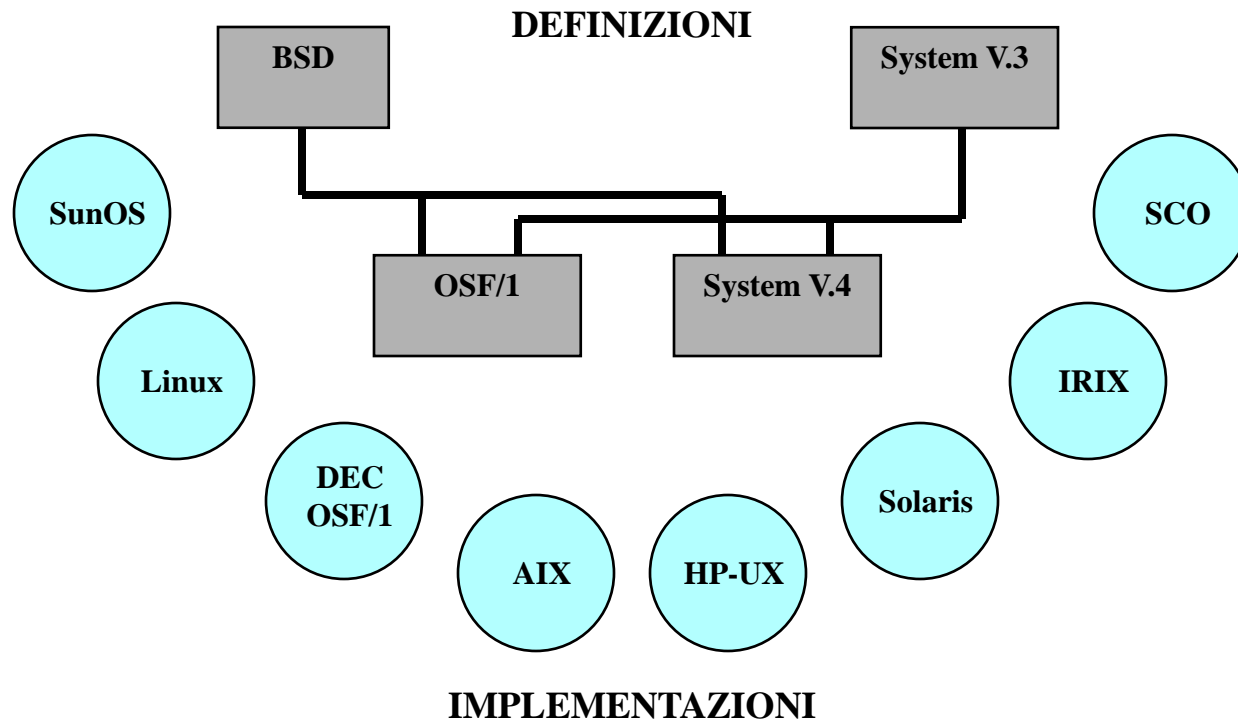 DEFINIZIONI
BSD
System V.3
SunOS
SCO
OSF/1
System V.4
Linux
IRIX
DEC
OSF/1
Solaris
AIX
HP-UX
IMPLEMENTAZIONI